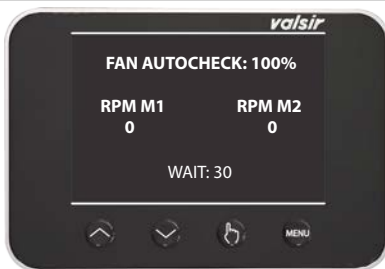 valsir
FAN AUTOCHECK: 100%
RPM M1 RPM M2
0 0
WAIT: 30
MENU